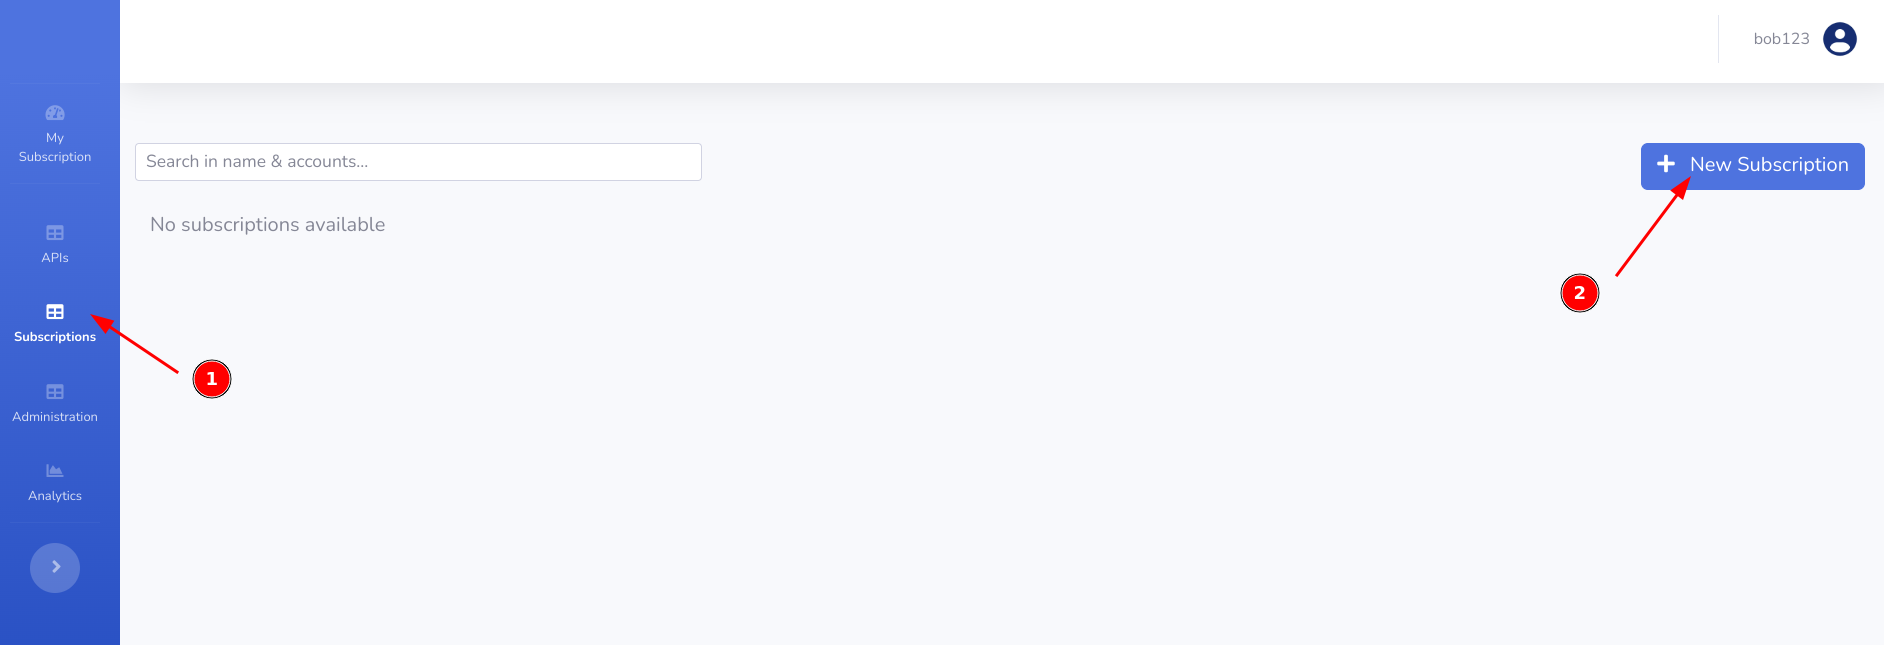 bob123
My
Subscription
APIs
Subscriptions
Administration
Analytics
Search in name & accounts...
New Subscription
No subscriptions available
1
2